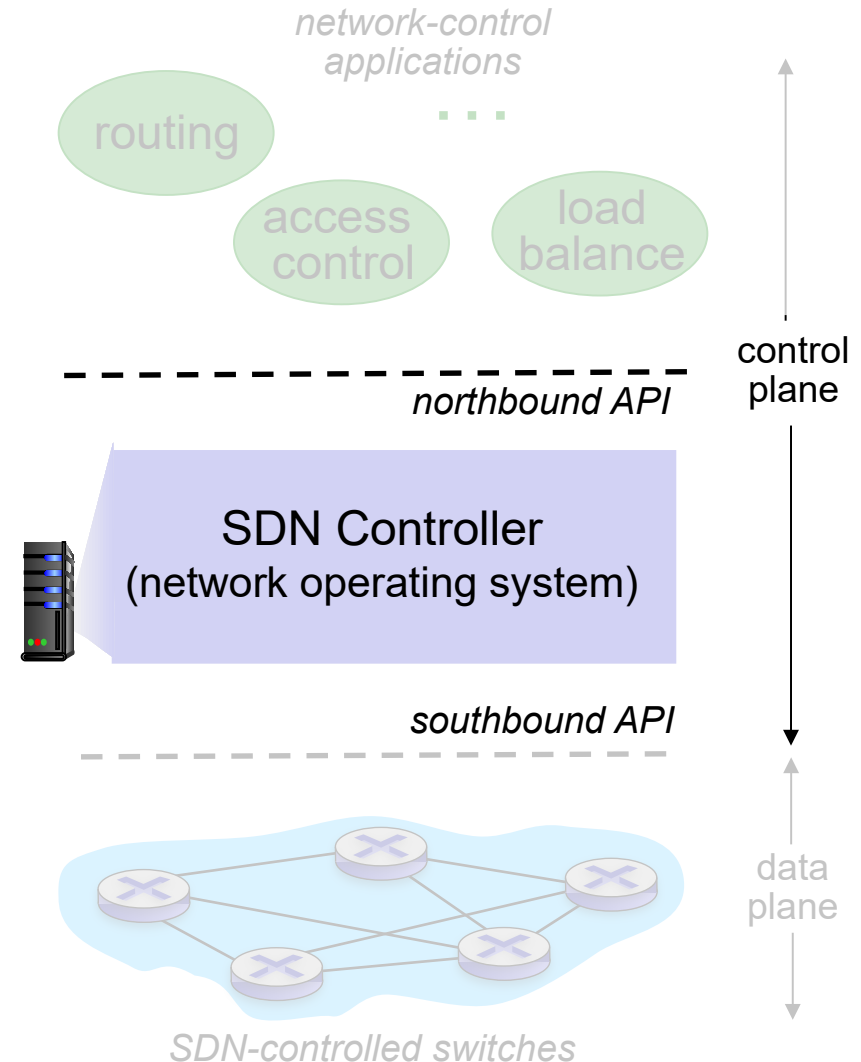 network-control
applications
routing
. . .
access
control
load
balance
control
plane
northbound API
SDN Controller
(network operating system)
southbound API
data
plane
SDN-controlled switches